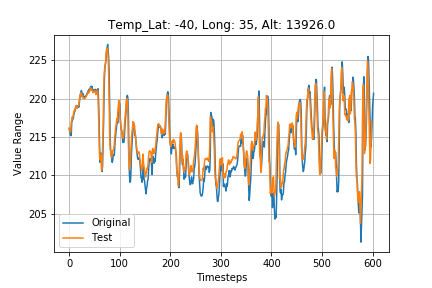 Temp_Lat: -40, Long: 35, Alt: 13926.0
Value Range
225
220
215
210
205
Original
Test
0 100 200 300 400 500 600
Timesteps